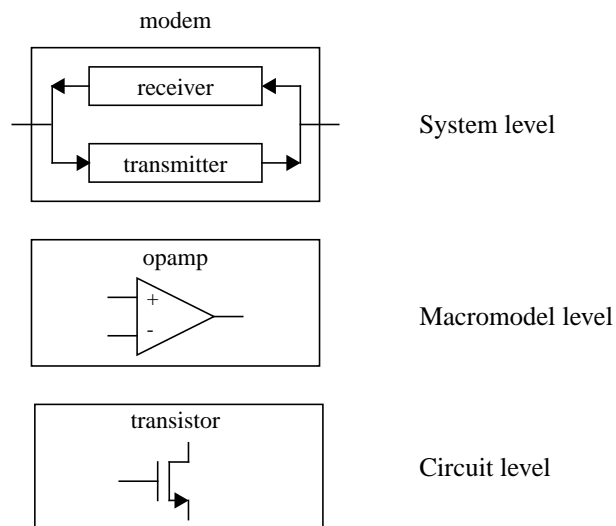 modem
receiver
System level
transmitter
opamp
+
-
Macromodel level
transistor
Circuit level